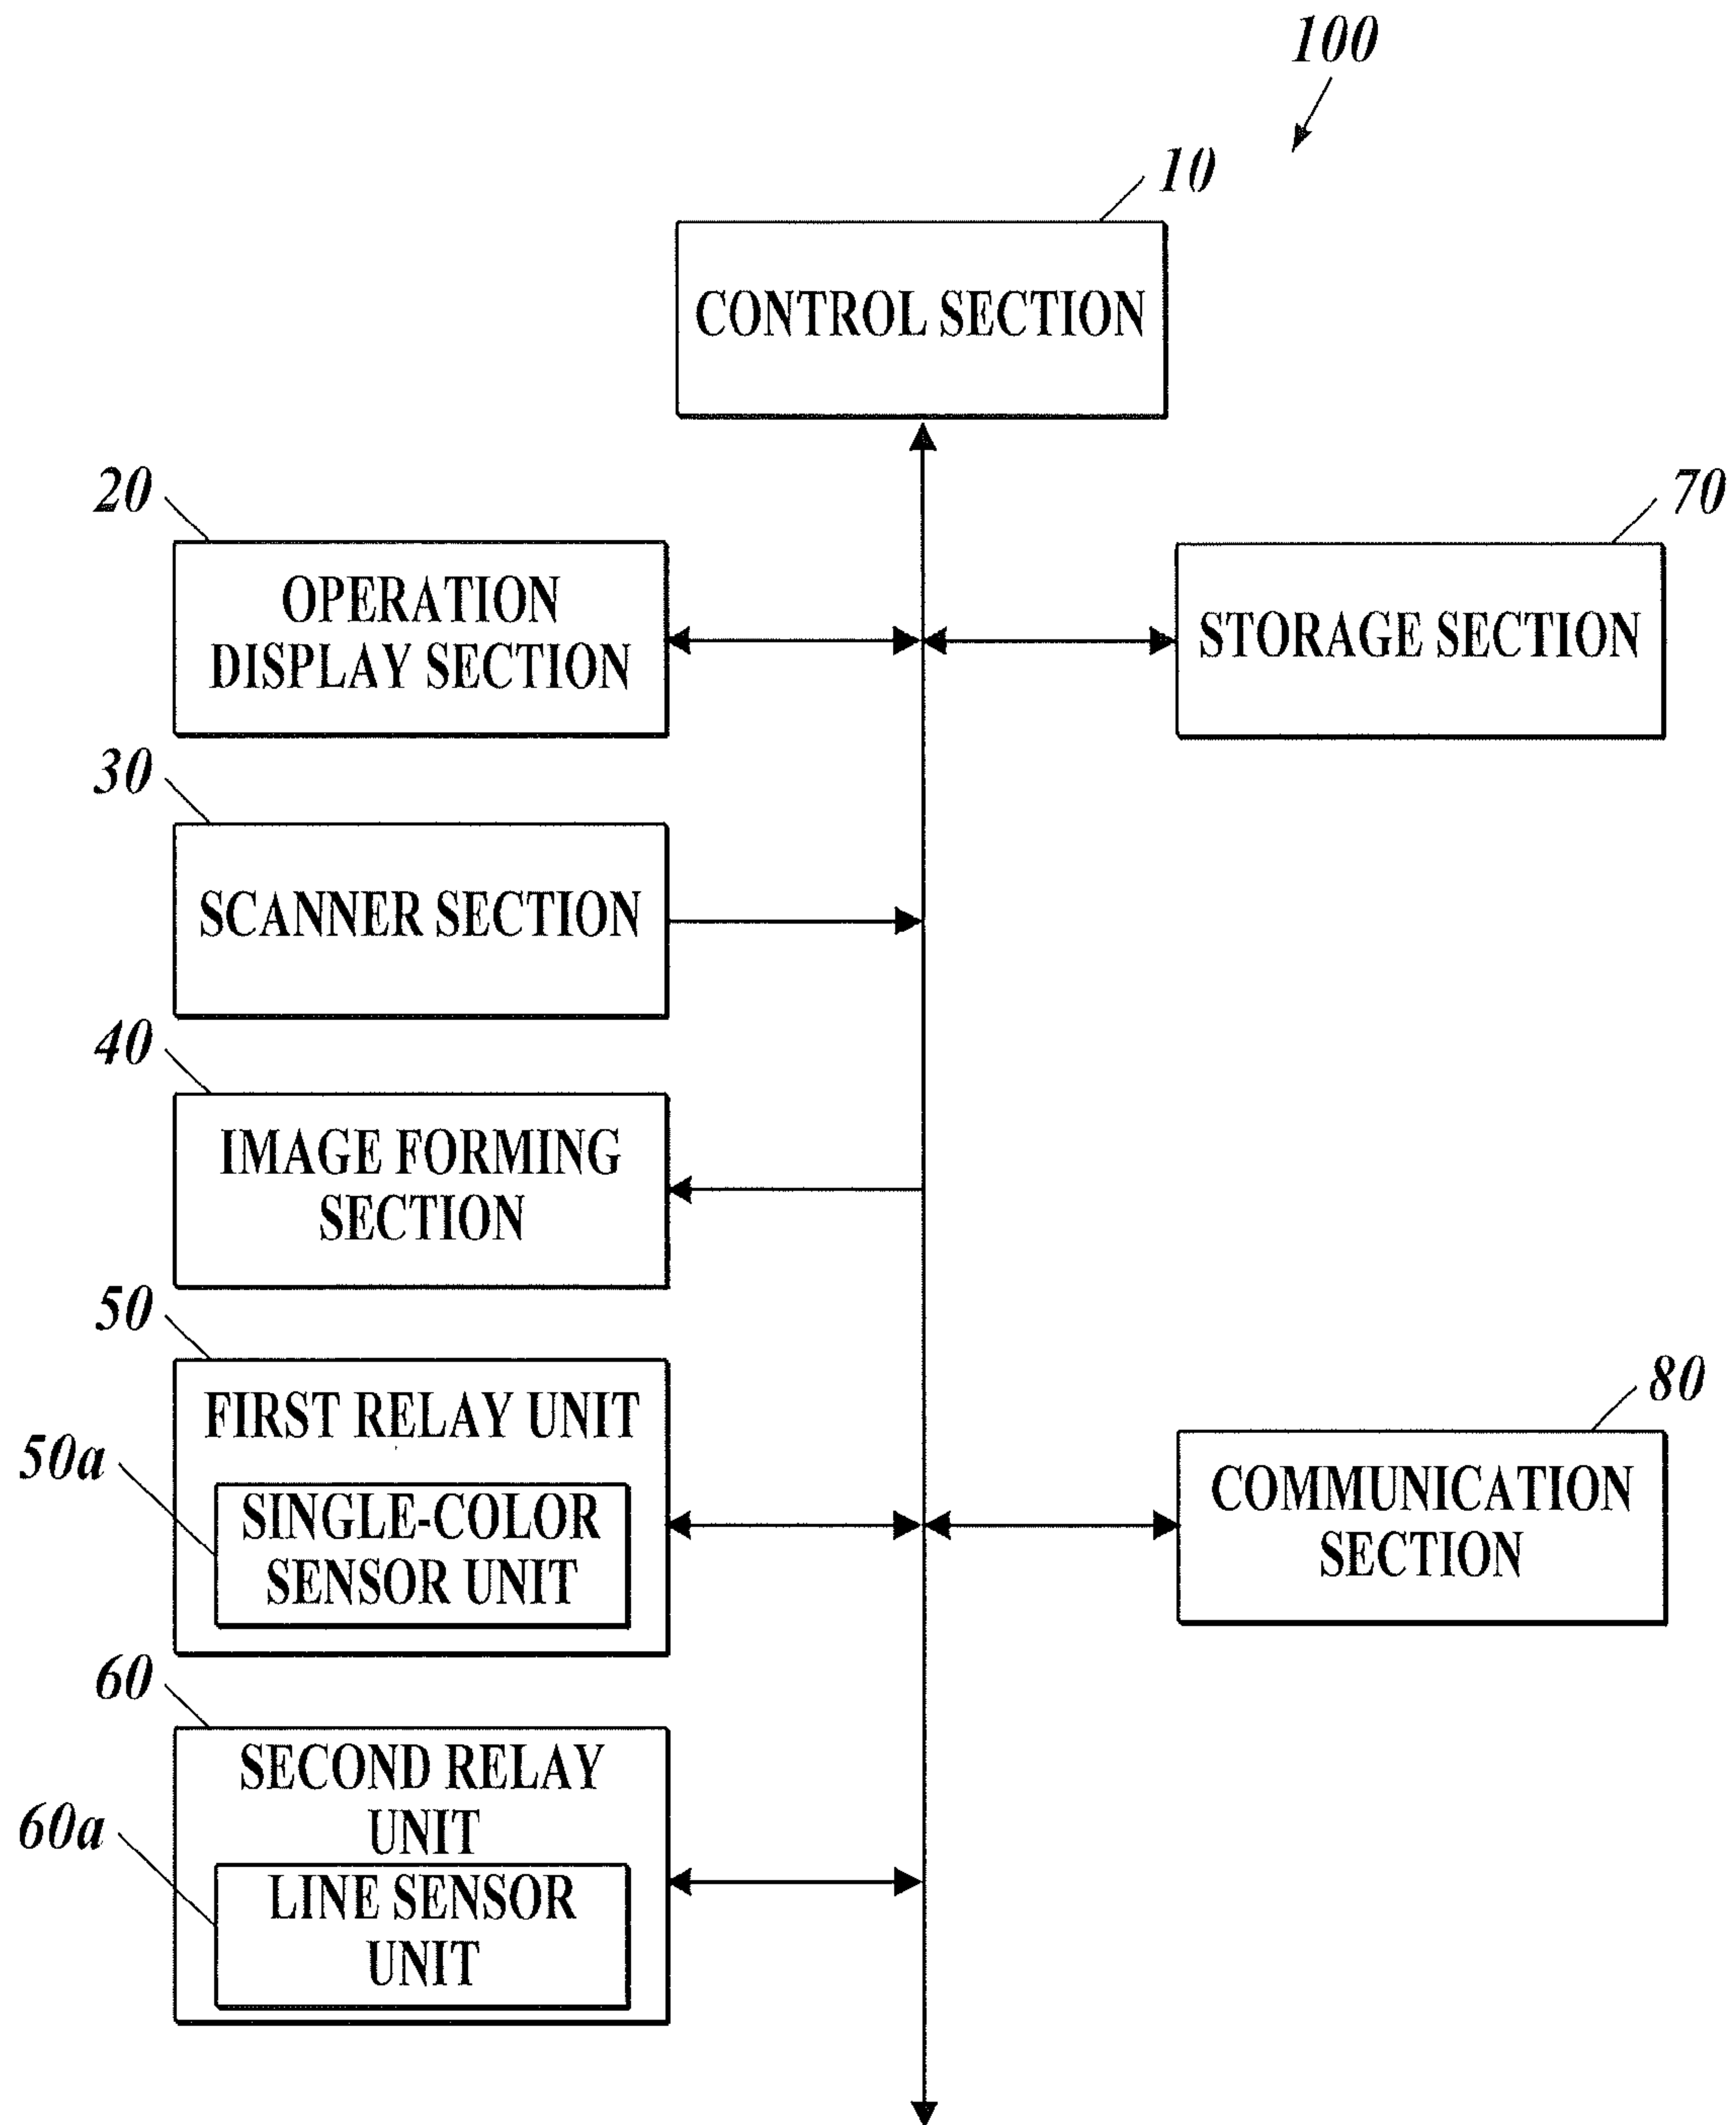 100
10
CONTROL SECTION
20
OPERATION
DISPLAY SECTION
70
STORAGE SECTION
30
SCANNER SECTION
40
IMAGE FORMING
SECTION
50
FIRST RELAY UNIT
50a
SINGLE-COLOR
SENSOR UNIT
80
COMMUNICATION
SECTION
60
SECOND RELAY
UNIT
60a
LINE SENSOR
UNIT